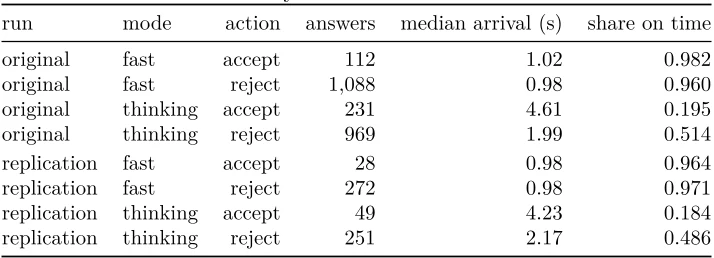 run mode action answers median arrival (s) share on time
original fast accept 112 1.02 0.982
original fast reject 1,088 0.98 0.960
original thinking accept 231 4.61 0.195
original thinking reject 969 1.99 0.514
replication fast accept 28 0.98 0.964
replication fast reject 272 0.98 0.971
replication thinking accept 49 4.23 0.184
replication thinking reject 251 2.17 0.486